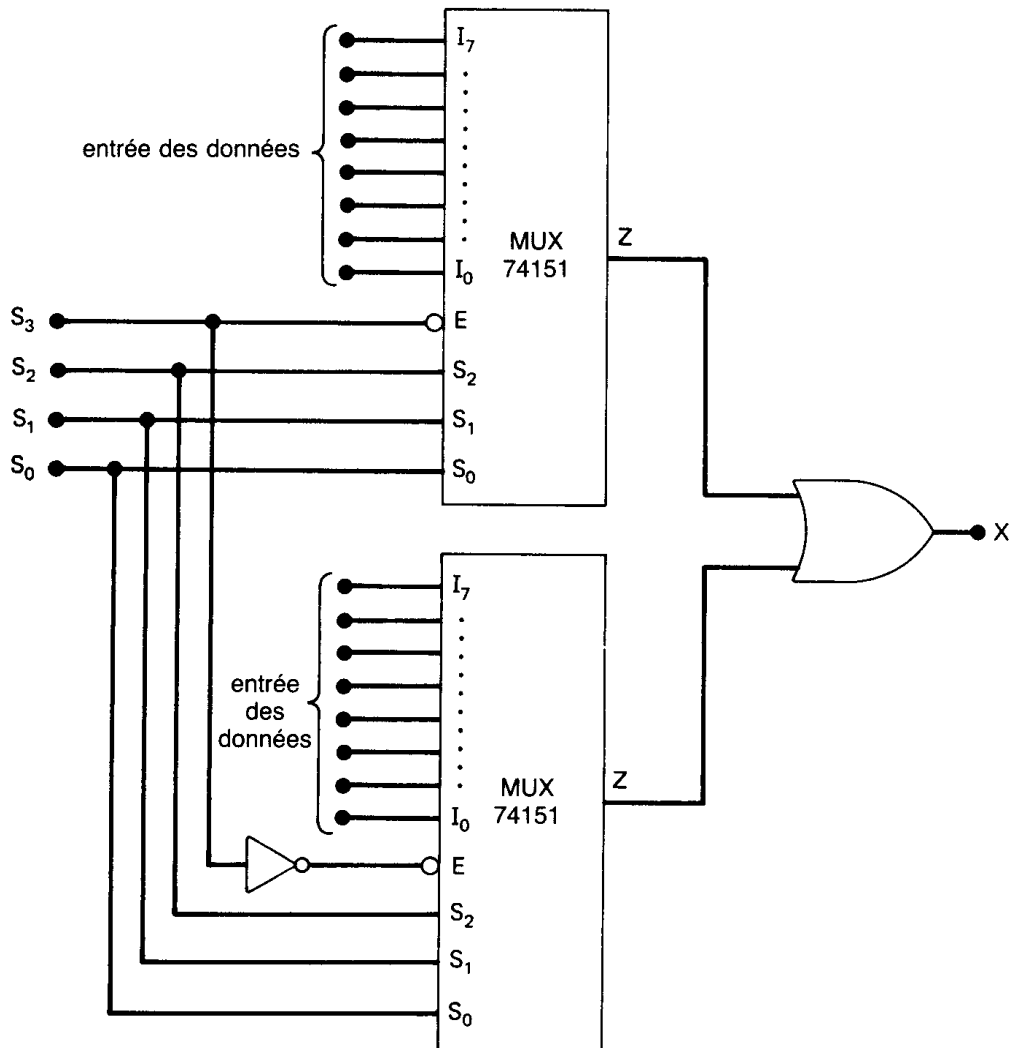 I₇
entrée des données
MUX
74151
Z
I₀
S₃
E
S₂
S₂
S₁
S₁
S₀
S₀
X
I₇
entrée
des
données
MUX
74151
Z
I₀
E
S₂
S₁
S₀